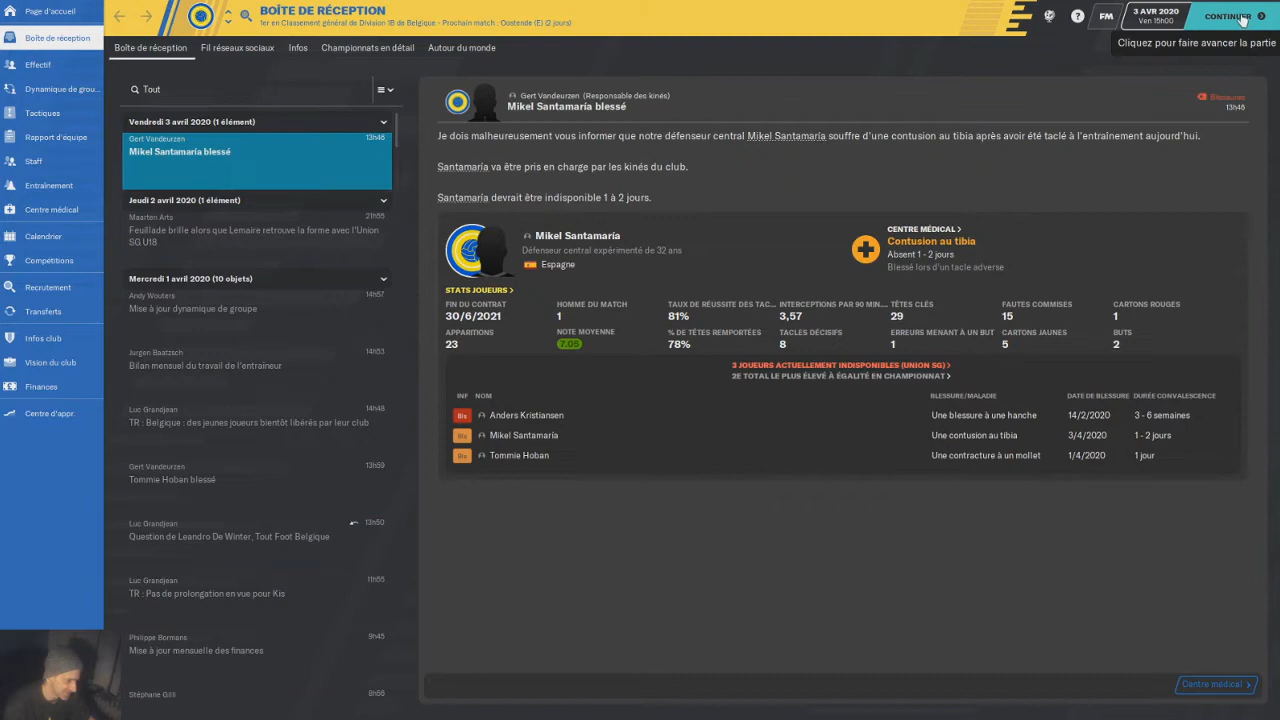 Page d'accueil
Boîte de réception
Effectif
Dynamique de grou...
Tactiques
Rapport d'équipe
Staff
Entraînement
Centre médical
Calendrier
Compétitions
Recrutement
Transferts
Infos club
Vision du club
Finances
Centre d'appr.
BOÎTE DE RÉCEPTION
1er en Classement général de Division 1B de Belgique - Prochain match : Oostende (E) (2 jours)
FM
3 AVR 2020
Ven 15h00
CONTINUER
Cliquez pour faire avancer la partie
Boîte de réception
Fil réseaux sociaux
Infos
Championnats en détail
Autour du monde
Tout
Vendredi 3 avril 2020 (1 élément)
Gert Vandeurzen 13h46
Mikel Santamaría blessé
Jeudi 2 avril 2020 (1 élément)
Maarten Arts 21h55
Feuillade brille alors que Lemaire retrouve la forme avec l'Union
SG U18
Mercredi 1 avril 2020 (10 objets)
Andy Wouters 14h57
Mise à jour dynamique de groupe
Jurgen Baatzsch 14h53
Bilan mensuel du travail de l'entraineur
Luc Grandjean 14h48
TR : Belgique : des jeunes joueurs bientôt libérés par leur club
Gert Vandeurzen 13h59
Tommie Hoban blessé
Luc Grandjean 13h50
Question de Leandro De Winter, Tout Foot Belgique
Luc Grandjean 11h55
TR : Pas de prolongation en vue pour Kis
Philippe Bormans 9h45
Mise à jour mensuelle des finances
Stéphane Gilli 8h56
Gert Vandeurzen (Responsable des kinés)
Mikel Santamaría blessé
Blessures
13h46
Je dois malheureusement vous informer que notre défenseur central Mikel Santamaría souffre d'une contusion au tibia après avoir été taclé à l'entraînement aujourd'hui.
Santamaría va être pris en charge par les kinés du club.
Santamaría devrait être indisponible 1 à 2 jours.
Mikel Santamaría
Défenseur central expérimenté de 32 ans
Espagne
CENTRE MÉDICAL
Contusion au tibia
Absent 1 - 2 jours
Blessé lors d'un tacle adverse
STATS JOUEURS
FIN DU CONTRAT HOMME DU MATCH TAUX DE RÉUSSITE DES TAC... INTERCEPTIONS PAR 90 MIN... TÊTES CLÉS FAUTES COMMISES CARTONS ROUGES
30/6/2021 1 81% 3,57 29 15 1
APPARITIONS NOTE MOYENNE % DE TÊTES REMPORTÉES TACLES DÉCISIFS ERREURS MENANT À UN BUT CARTONS JAUNES BUTS
23 7.05 78% 8 1 5 2
3 JOUEURS ACTUELLEMENT INDISPONIBLES (UNION SG)
2E TOTAL LE PLUS ÉLEVÉ À ÉGALITÉ EN CHAMPIONNAT
INF NOM BLESSURE/MALADIE DATE DE BLESSURE DURÉE CONVALESCENCE
Bls Anders Kristiansen Une blessure à une hanche 14/2/2020 3 - 6 semaines
Bls Mikel Santamaría Une contusion au tibia 3/4/2020 1 - 2 jours
Bls Tommie Hoban Une contracture à un mollet 1/4/2020 1 jour
Centre médical